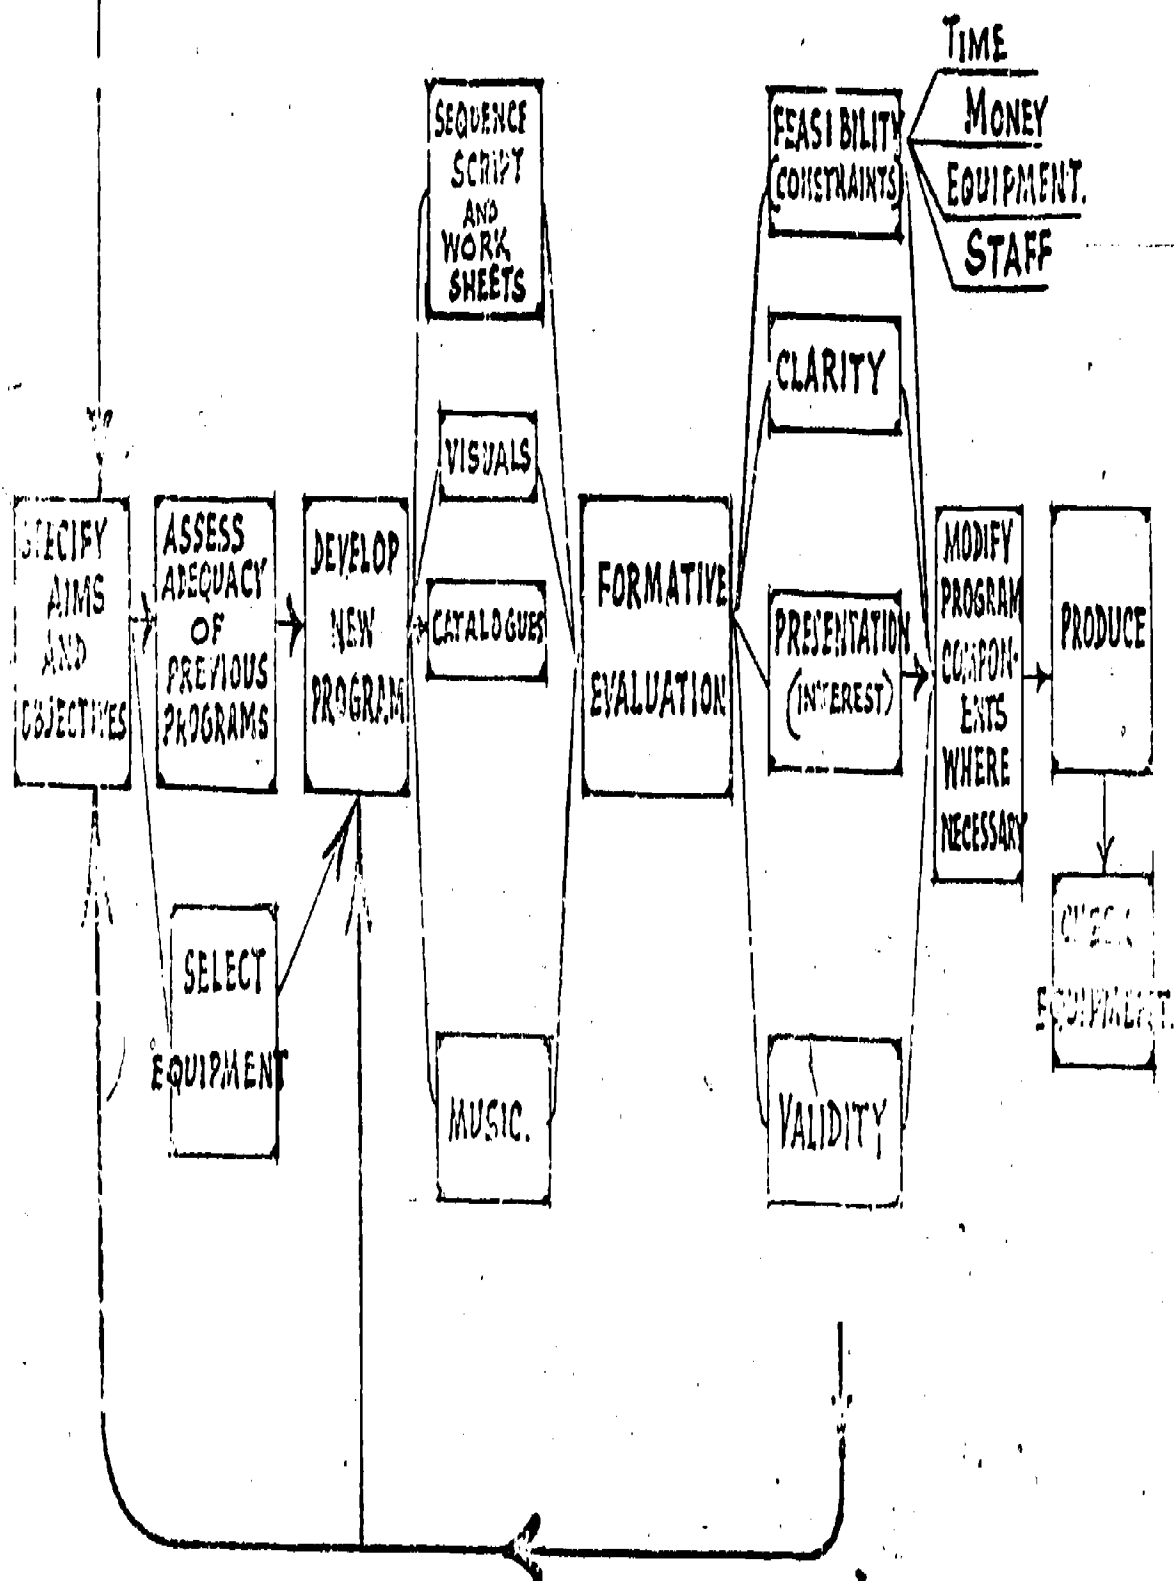 TIME
MONEY
EQUIPMENT.
STAFF
FEASIBILITY
(CONSTRAINTS)
SEQUENCE
SCRIPT
AND
WORK
SHEETS
CLARITY
VISUALS
SPECIFY
AIMS
AND
OBJECTIVES
ASSESS
ADEQUACY
OF
PREVIOUS
PROGRAMS
DEVELOP
NEW
PROGRAM
CATALOGUES
FORMATIVE
EVALUATION
PRESENTATION
(INTEREST)
MODIFY
PROGRAM
COMPON-
ENTS
WHERE
NECESSARY
PRODUCE
SELECT
EQUIPMENT
MUSIC.
VALIDITY
CHECK
EQUIPMENT.